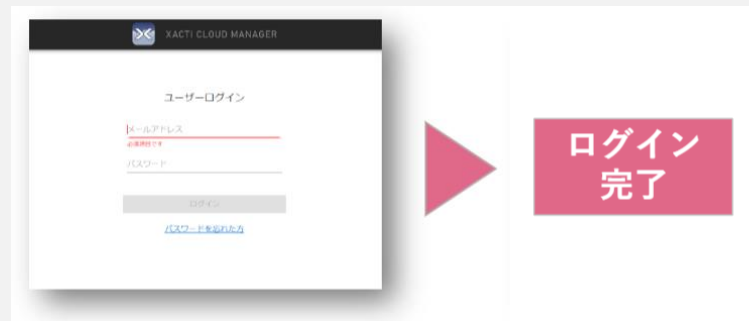 XACTI CLOUD MANAGER
ユーザーログイン
メールアドレス
必須項目です
パスワード
ログイン
パスワードを忘れた方
ログイン
完了